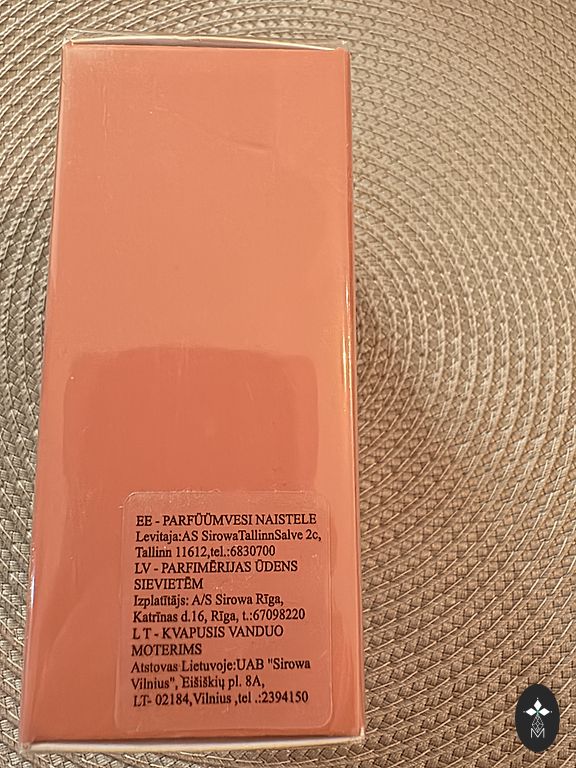 EE - PARFÜÜMVESI NAISTELE
Levitaja:AS SirowaTallinnSalve 2c,
Tallinn 11612,tel.:6830700
LV - PARFIMĒRIJAS ŪDENS
SIEVIETĒM
Izplatītājs: A/S Sirowa Rīga,
Katrīnas d.16, Rīga, t.:67098220
L T - KVAPUSIS VANDUO
MOTERIMS
Atstovas Lietuvoje:UAB "Sirowa
Vilnius", Eišiškių pl. 8A,
LT- 02184,Vilnius ,tel .:2394150
M